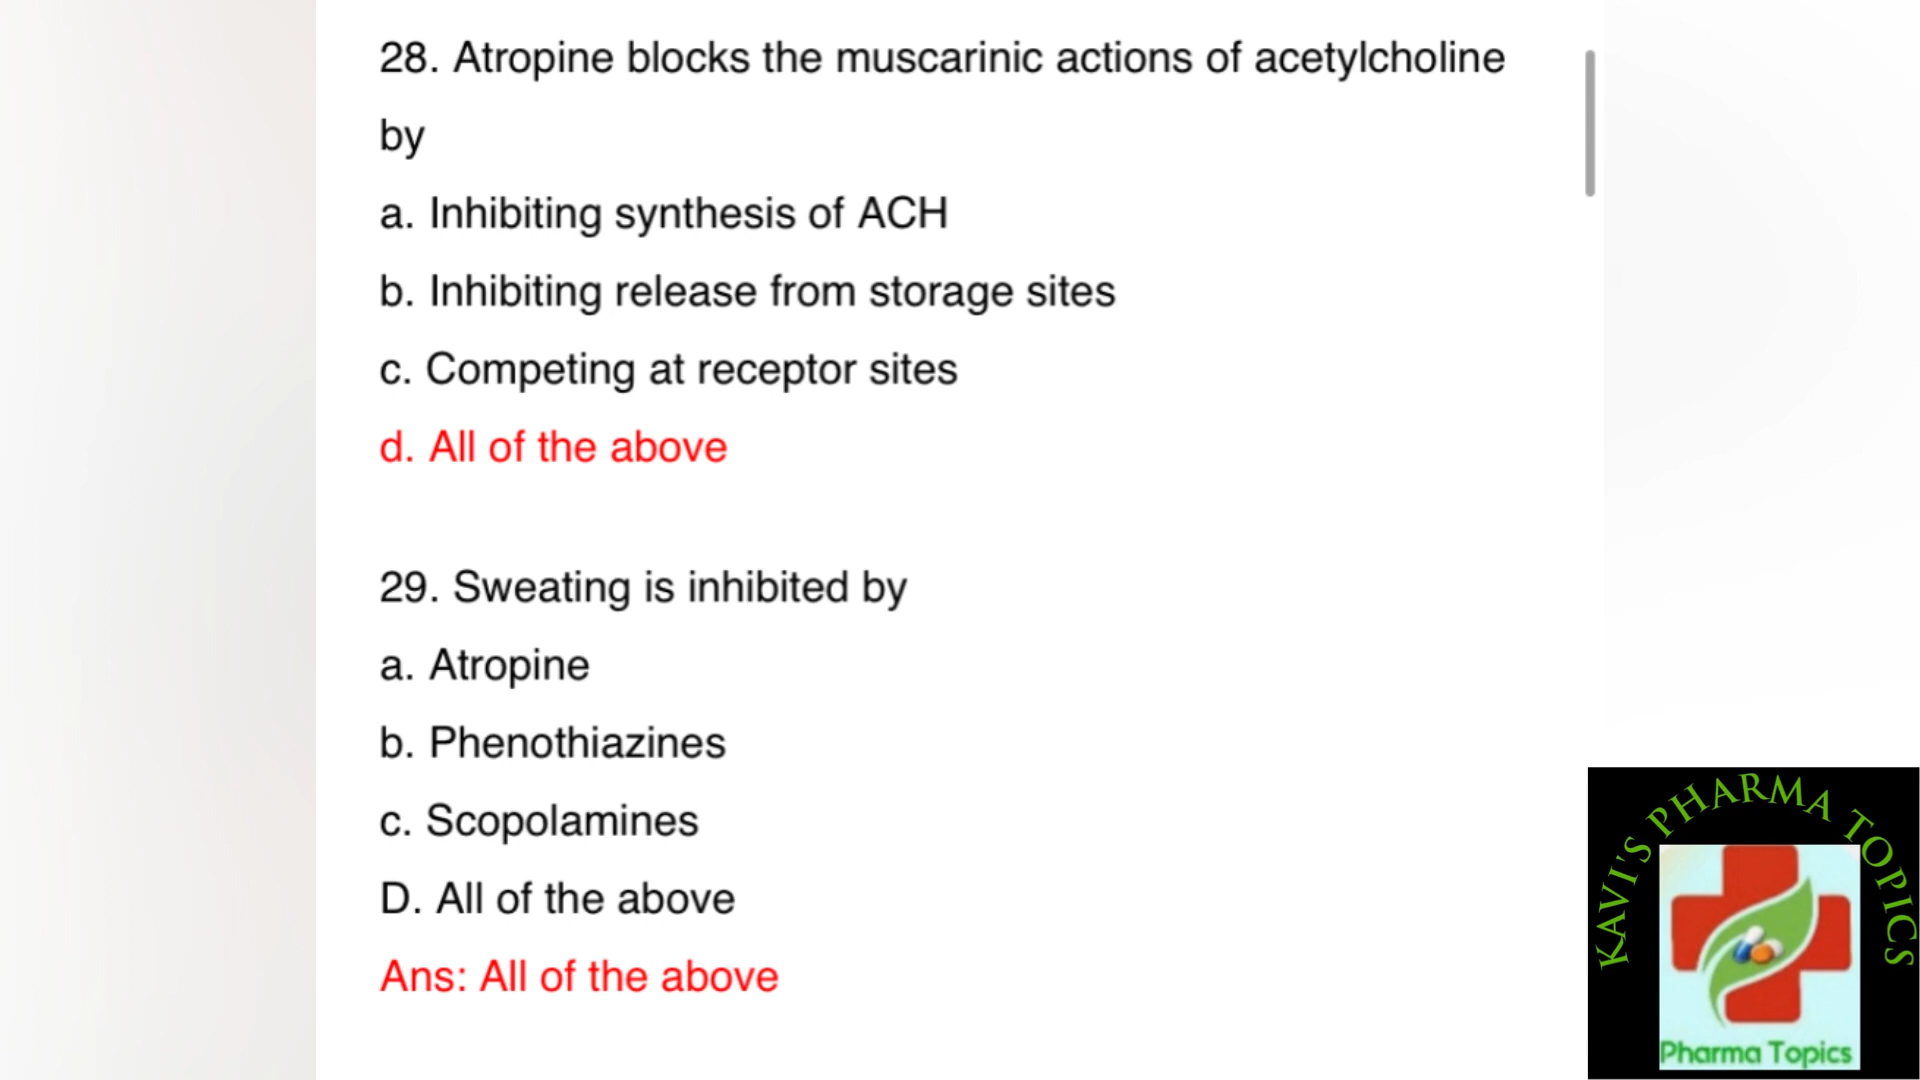 28. Atropine blocks the muscarinic actions of acetylcholine
by
a. Inhibiting synthesis of ACH
b. Inhibiting release from storage sites
c. Competing at receptor sites
d. All of the above
29. Sweating is inhibited by
a. Atropine
b. Phenothiazines
c. Scopolamines
D. All of the above
Ans: All of the above
KAVI'S PHARMA TOPICS
Pharma Topics